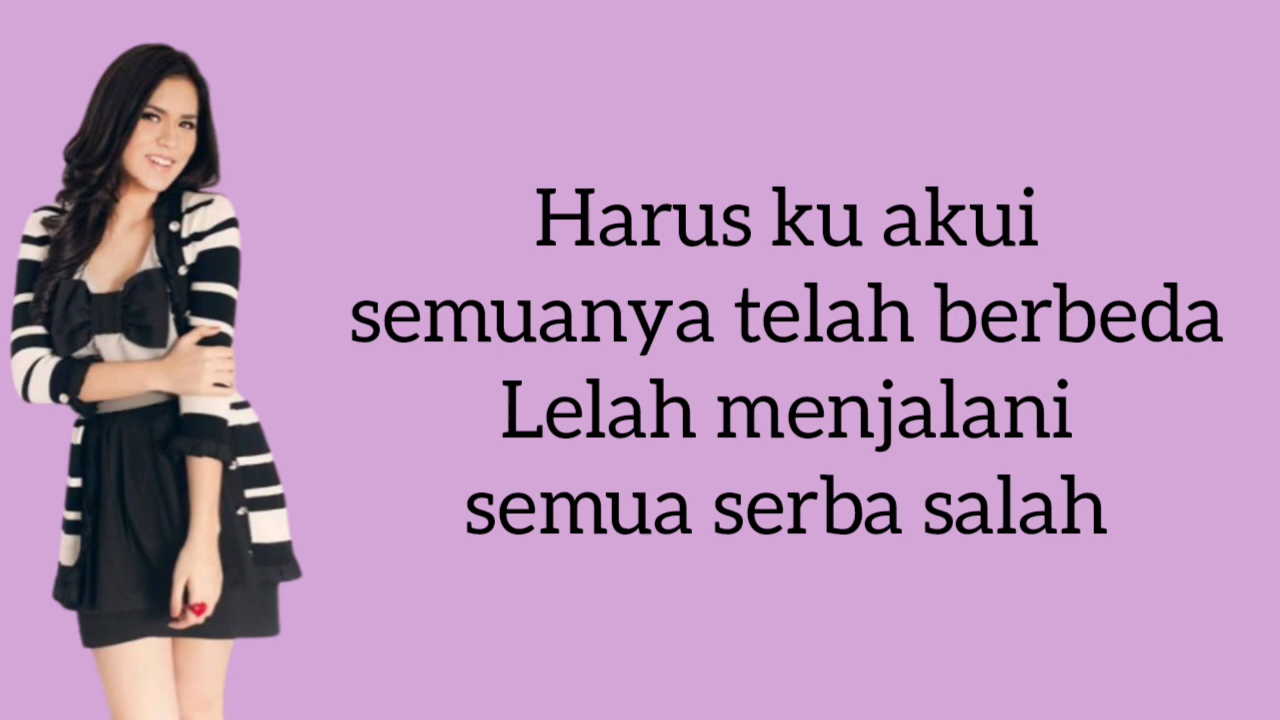 Harus ku akui
semuanya telah berbeda
Lelah menjalani
semua serba salah